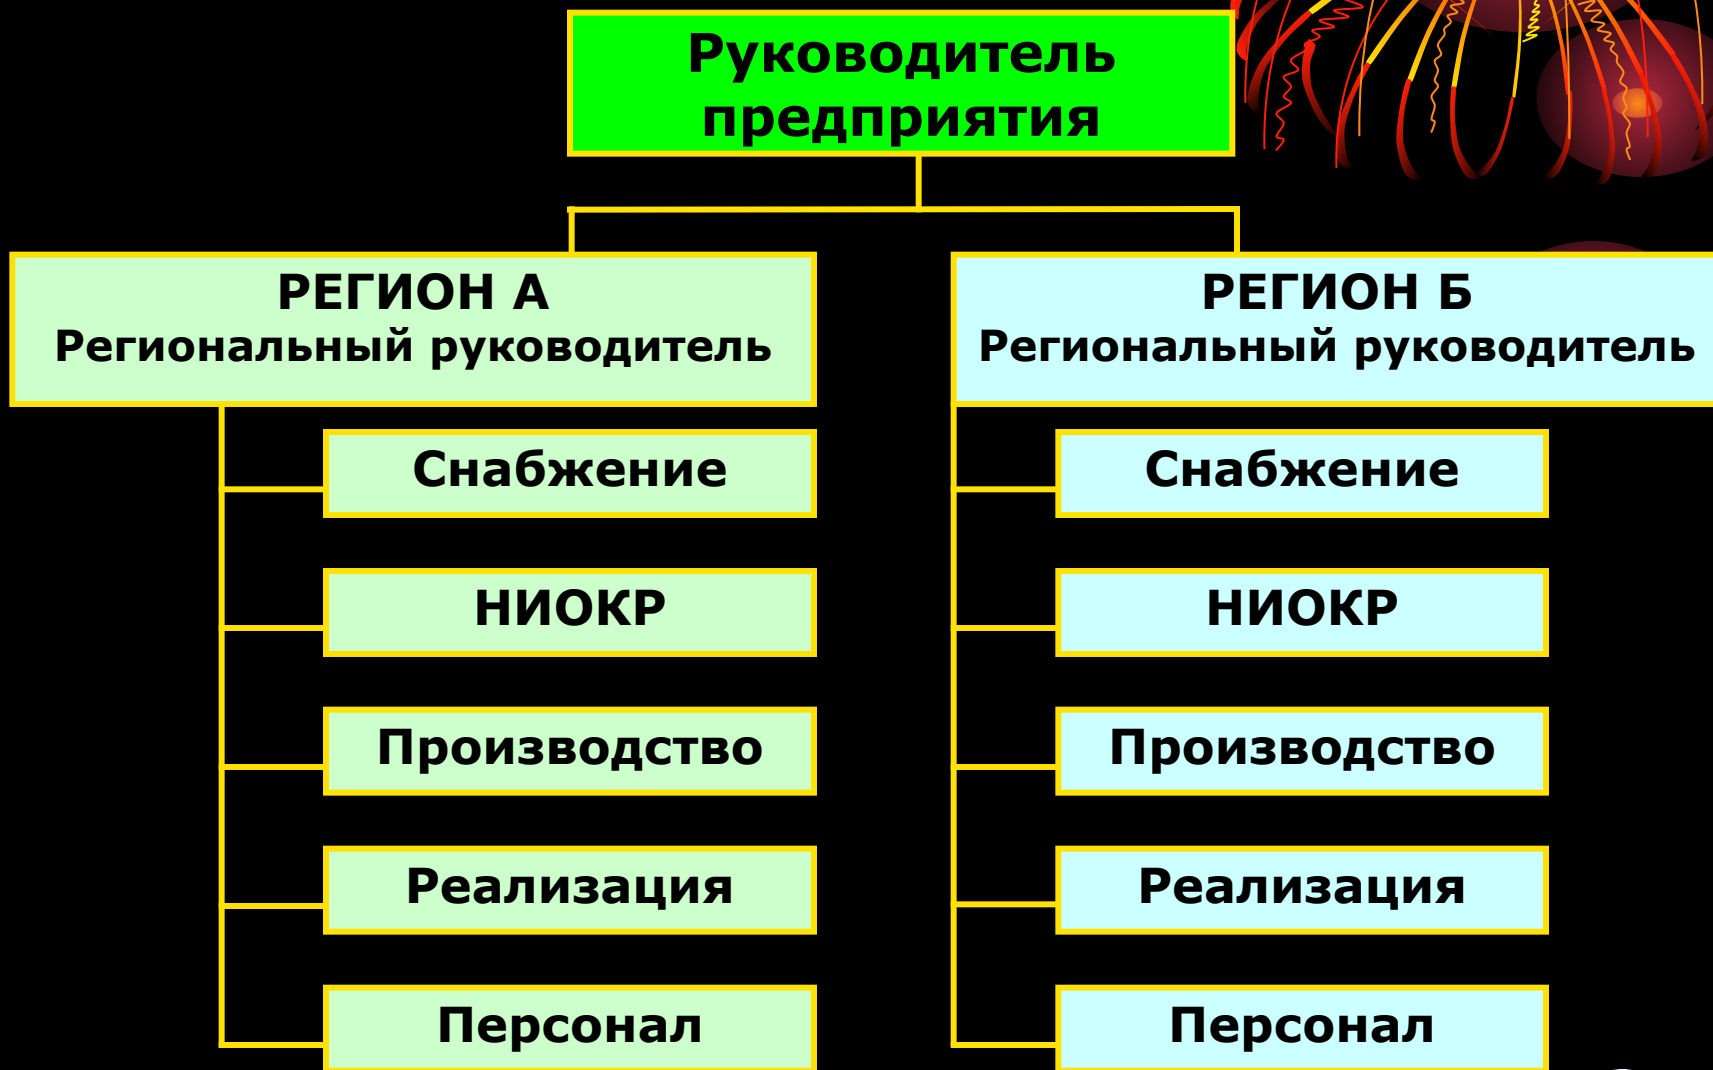 Руководитель
предприятия
РЕГИОН А
Региональный руководитель
РЕГИОН Б
Региональный руководитель
Снабжение
НИОКР
Производство
Реализация
Персонал
Снабжение
НИОКР
Производство
Реализация
Персонал